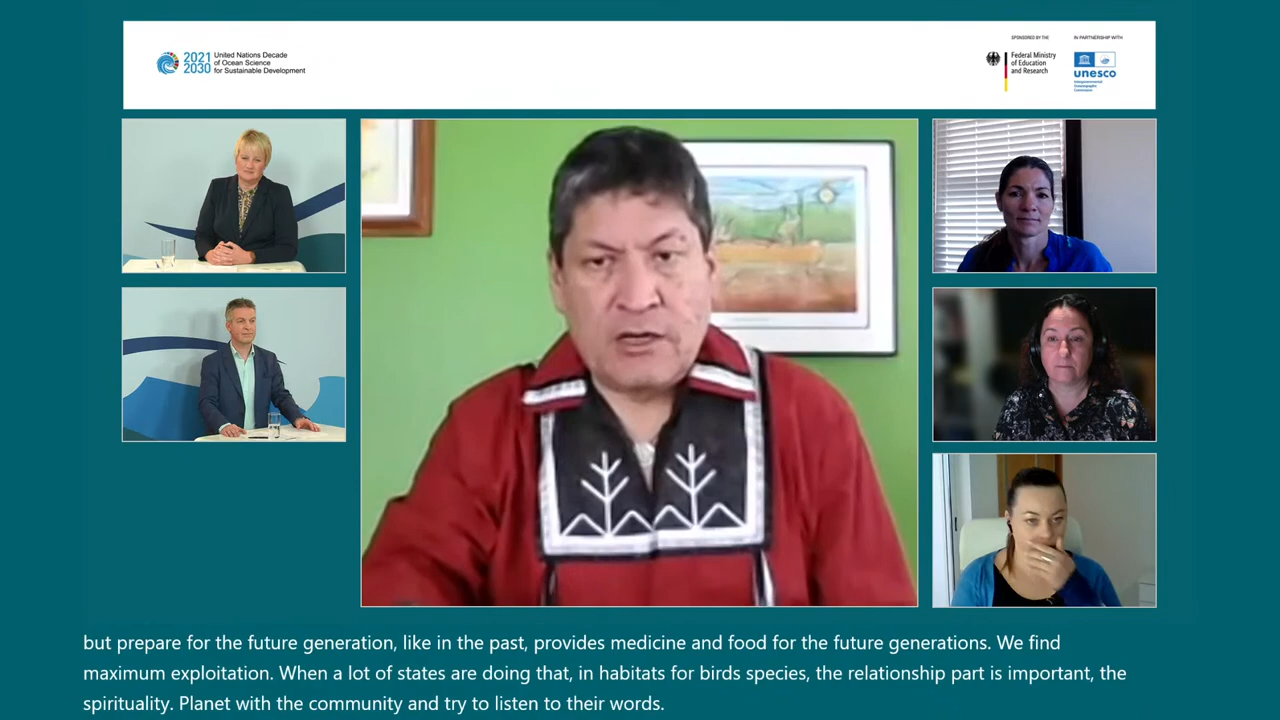 2021
2030
United Nations Decade
of Ocean Science
for Sustainable Development
SPONSORED BY THE
Federal Ministry
of Education
and Research
IN PARTNERSHIP WITH
unesco
Intergovernmental
Oceanographic
Commission
but prepare for the future generation, like in the past, provides medicine and food for the future generations. We find
maximum exploitation. When a lot of states are doing that, in habitats for birds species, the relationship part is important, the
spirituality. Planet with the community and try to listen to their words.